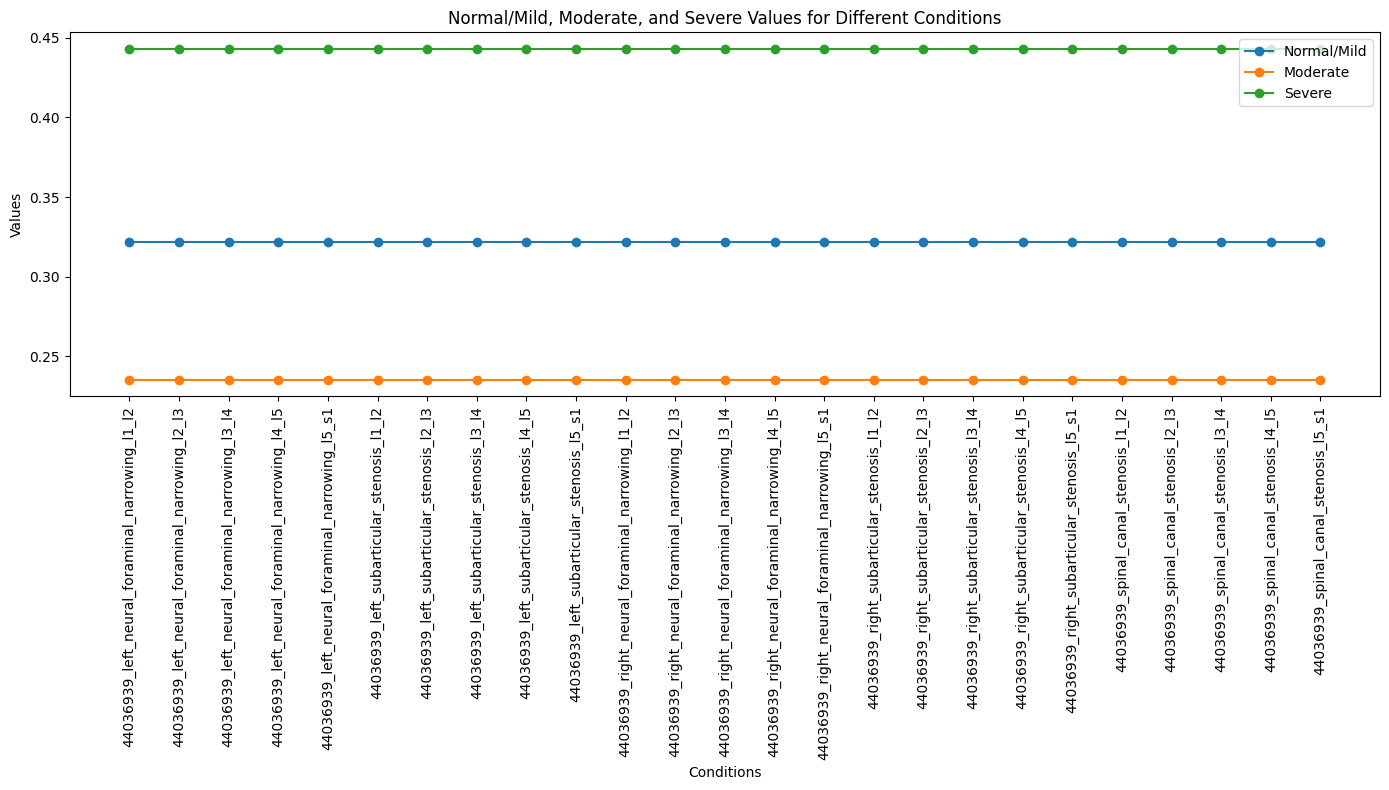 Normal/Mild, Moderate, and Severe Values for Different Conditions
Normal/Mild
Moderate
Severe
Values
0.45
0.40
0.35
0.30
0.25
44036939_left_neural_foraminal_narrowing_l1_l2
44036939_left_neural_foraminal_narrowing_l2_l3
44036939_left_neural_foraminal_narrowing_l3_l4
44036939_left_neural_foraminal_narrowing_l4_l5
44036939_left_neural_foraminal_narrowing_l5_s1
44036939_left_subarticular_stenosis_l1_l2
44036939_left_subarticular_stenosis_l2_l3
44036939_left_subarticular_stenosis_l3_l4
44036939_left_subarticular_stenosis_l4_l5
44036939_left_subarticular_stenosis_l5_s1
44036939_right_neural_foraminal_narrowing_l1_l2
44036939_right_neural_foraminal_narrowing_l2_l3
44036939_right_neural_foraminal_narrowing_l3_l4
44036939_right_neural_foraminal_narrowing_l4_l5
44036939_right_neural_foraminal_narrowing_l5_s1
44036939_right_subarticular_stenosis_l1_l2
44036939_right_subarticular_stenosis_l2_l3
44036939_right_subarticular_stenosis_l3_l4
44036939_right_subarticular_stenosis_l4_l5
44036939_right_subarticular_stenosis_l5_s1
44036939_spinal_canal_stenosis_l1_l2
44036939_spinal_canal_stenosis_l2_l3
44036939_spinal_canal_stenosis_l3_l4
44036939_spinal_canal_stenosis_l4_l5
44036939_spinal_canal_stenosis_l5_s1
Conditions